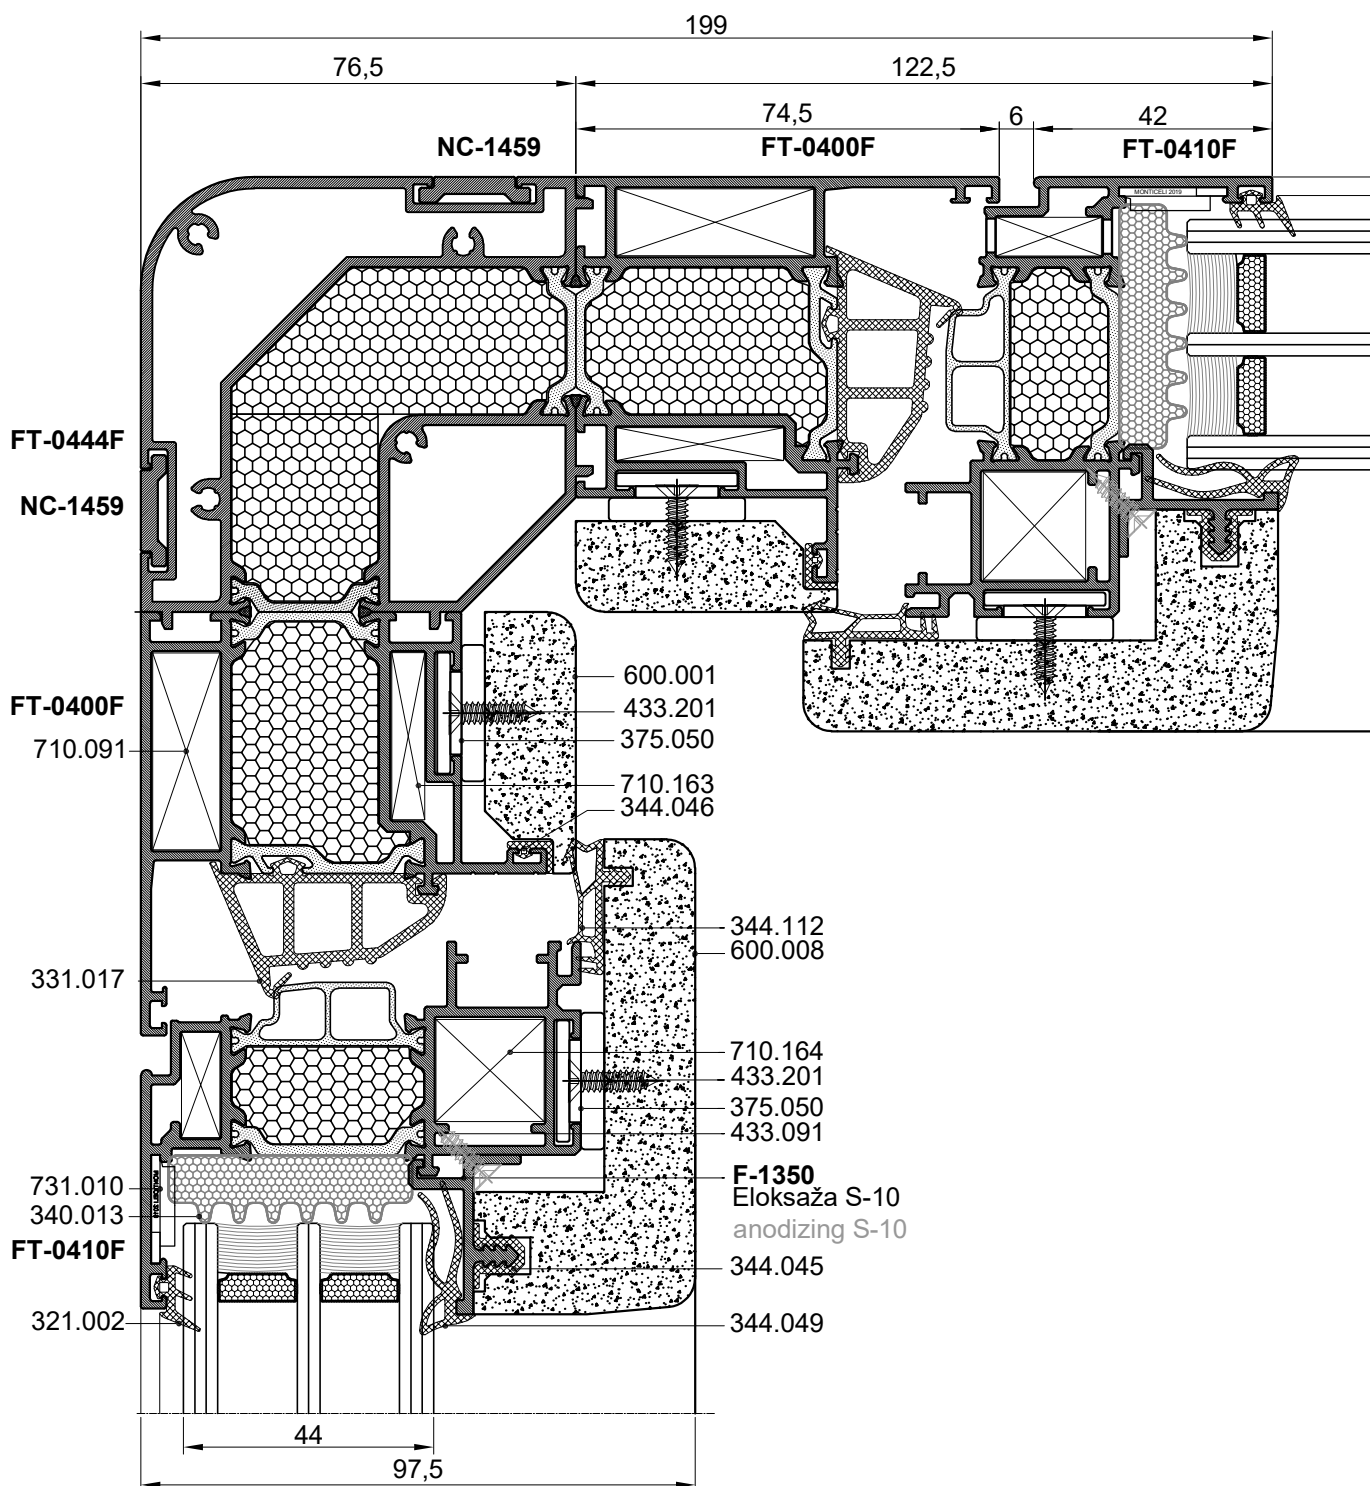 199
76,5
122,5
74,5
6
42
NC-1459
FT-0400F
FT-0410F
MONTICELI 2019
FT-0444F
NC-1459
FT-0400F
710.091
600.001
433.201
375.050
710.163
344.046
344.112
600.008
331.017
710.164
433.201
375.050
433.091
F-1350
Eloksaža S-10
anodizing S-10
731.010
340.013
FT-0410F
MONTICELI 2019
344.045
321.002
344.049
44
97,5